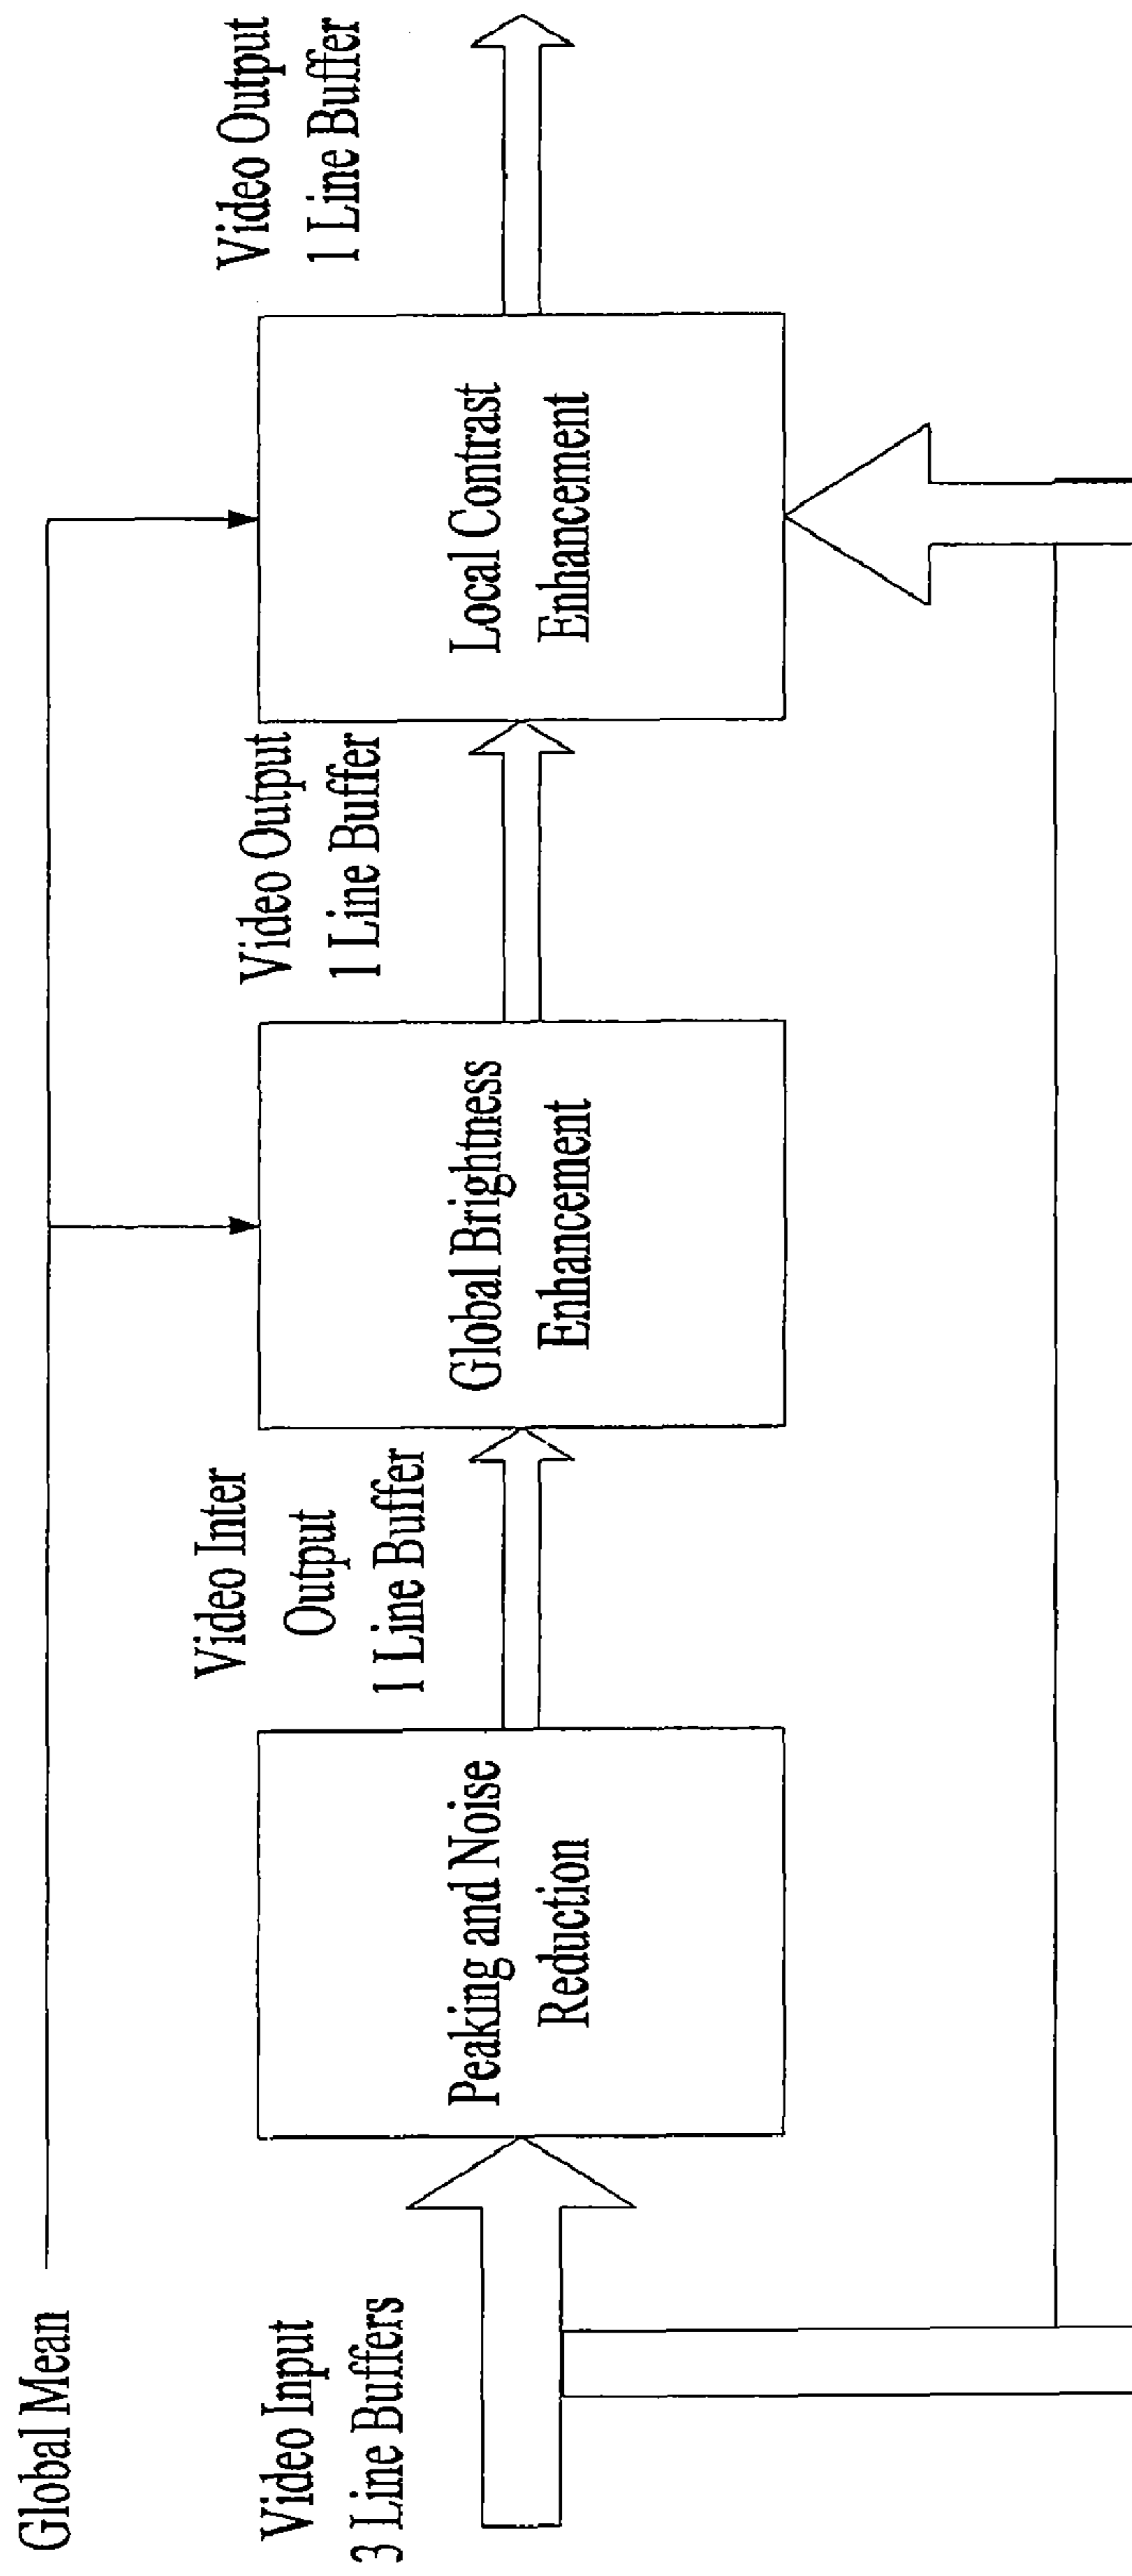 Global Mean
Video Input
3 Line Buffers
Peaking and Noise
Reduction
Video Inter
Output
1 Line Buffer
Global Brightness
Enhancement
Video Output
1 Line Buffer
Local Contrast
Enhancement
Video Output
1 Line Buffer